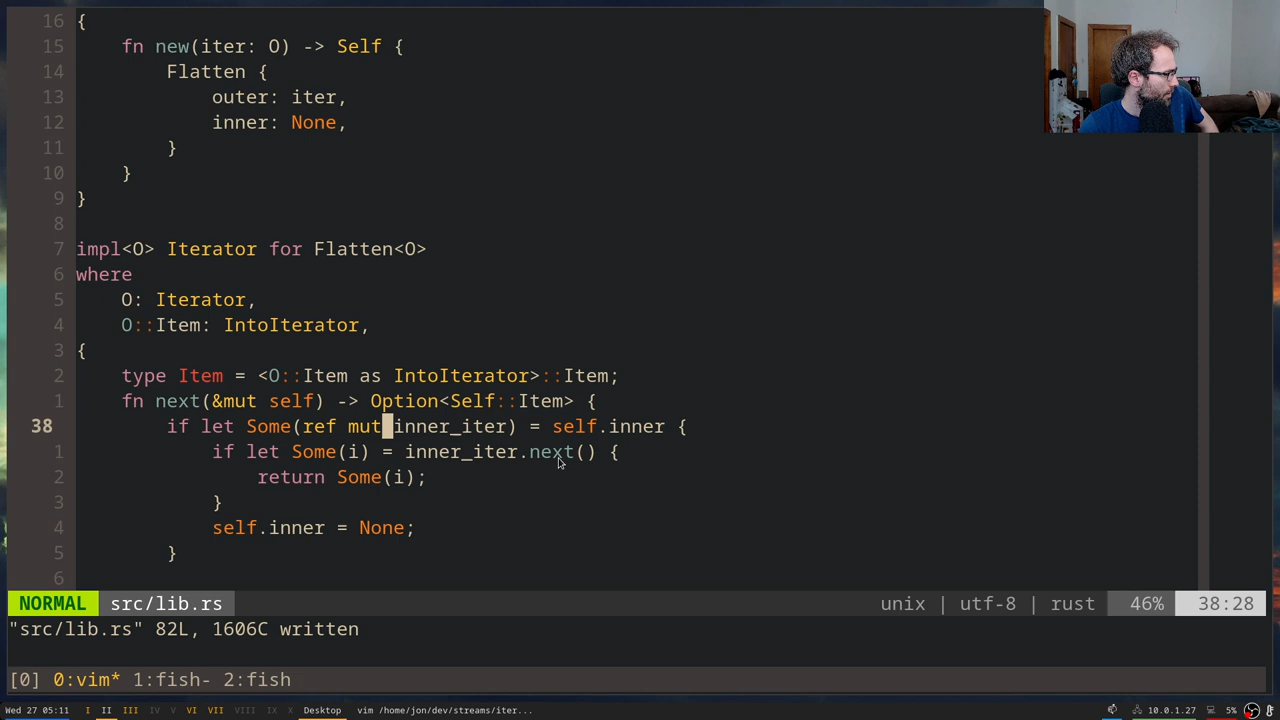 16 {
15 fn new(iter: O) -> Self {
14 Flatten {
13 outer: iter,
12 inner: None,
11 }
10 }
9 }
8
7 impl<O> Iterator for Flatten<O>
6 where
5 O: Iterator,
4 O::Item: IntoIterator,
3 {
2 type Item = <O::Item as IntoIterator>::Item;
1 fn next(&mut self) -> Option<Self::Item> {
38 if let Some(ref mut inner_iter) = self.inner {
1 if let Some(i) = inner_iter.next() {
2 return Some(i);
3 }
4 self.inner = None;
5 }
6
NORMAL src/lib.rs unix | utf-8 | rust 46% 38:28
"src/lib.rs" 82L, 1606C written
[0] 0:vim* 1:fish- 2:fish
Wed 27 05:11 I II III IV V VI VII VIII IX X Desktop vim /home/jon/dev/streams/iter... 10.0.1.27 5%